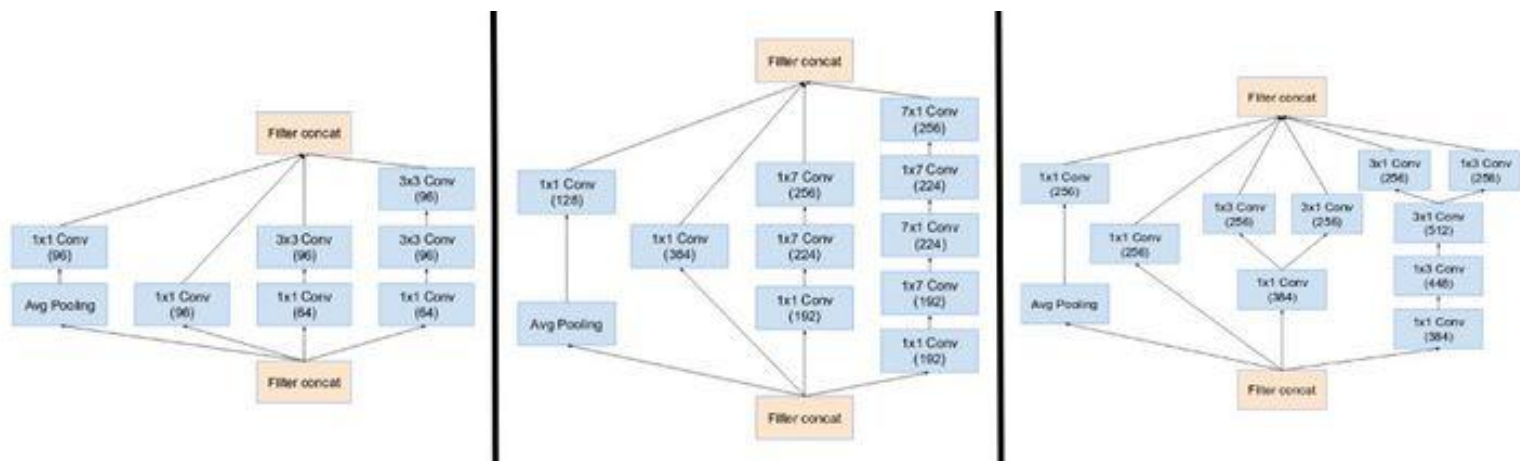 Filter concat
3x3 Conv
(96)
1x1 Conv
(96)
3x3 Conv
(96)
3x3 Conv
(96)
Avg Pooling
1x1 Conv
(96)
1x1 Conv
(64)
1x1 Conv
(64)
Filter concat
Filter concat
7x1 Conv
(256)
1x1 Conv
(128)
1x7 Conv
(256)
1x7 Conv
(224)
1x1 Conv
(384)
1x7 Conv
(224)
7x1 Conv
(224)
Avg Pooling
1x1 Conv
(192)
1x7 Conv
(192)
1x1 Conv
(192)
Filter concat
Filter concat
1x1 Conv
(256)
3x1 Conv
(256)
1x3 Conv
(256)
1x3 Conv
(256)
3x1 Conv
(256)
3x1 Conv
(512)
1x1 Conv
(256)
1x3 Conv
(448)
Avg Pooling
1x1 Conv
(384)
1x1 Conv
(384)
Filter concat